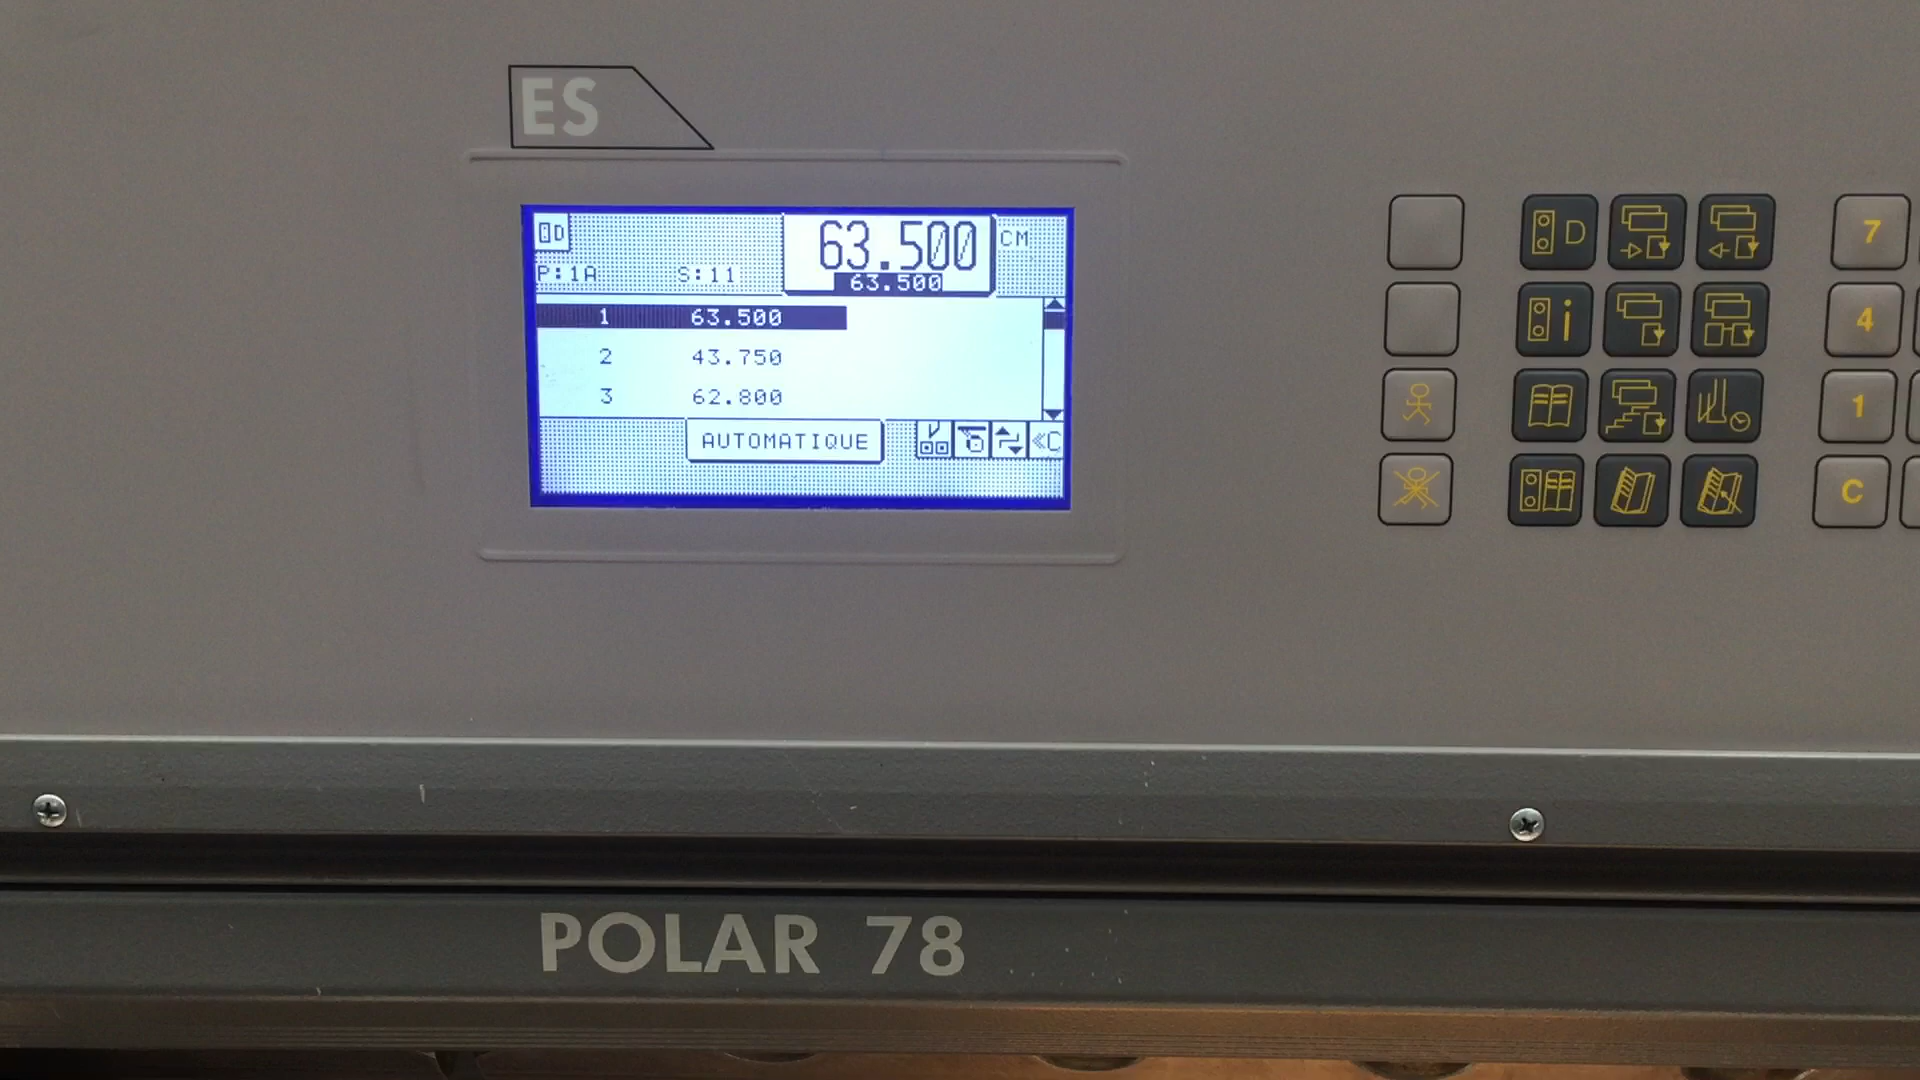 ES
D
63.500 CM
P:1A S:11 63.500
1 63.500
2 43.750
3 62.800
AUTOMATIQUE
«C
D
7
i
4
1
C
POLAR 78